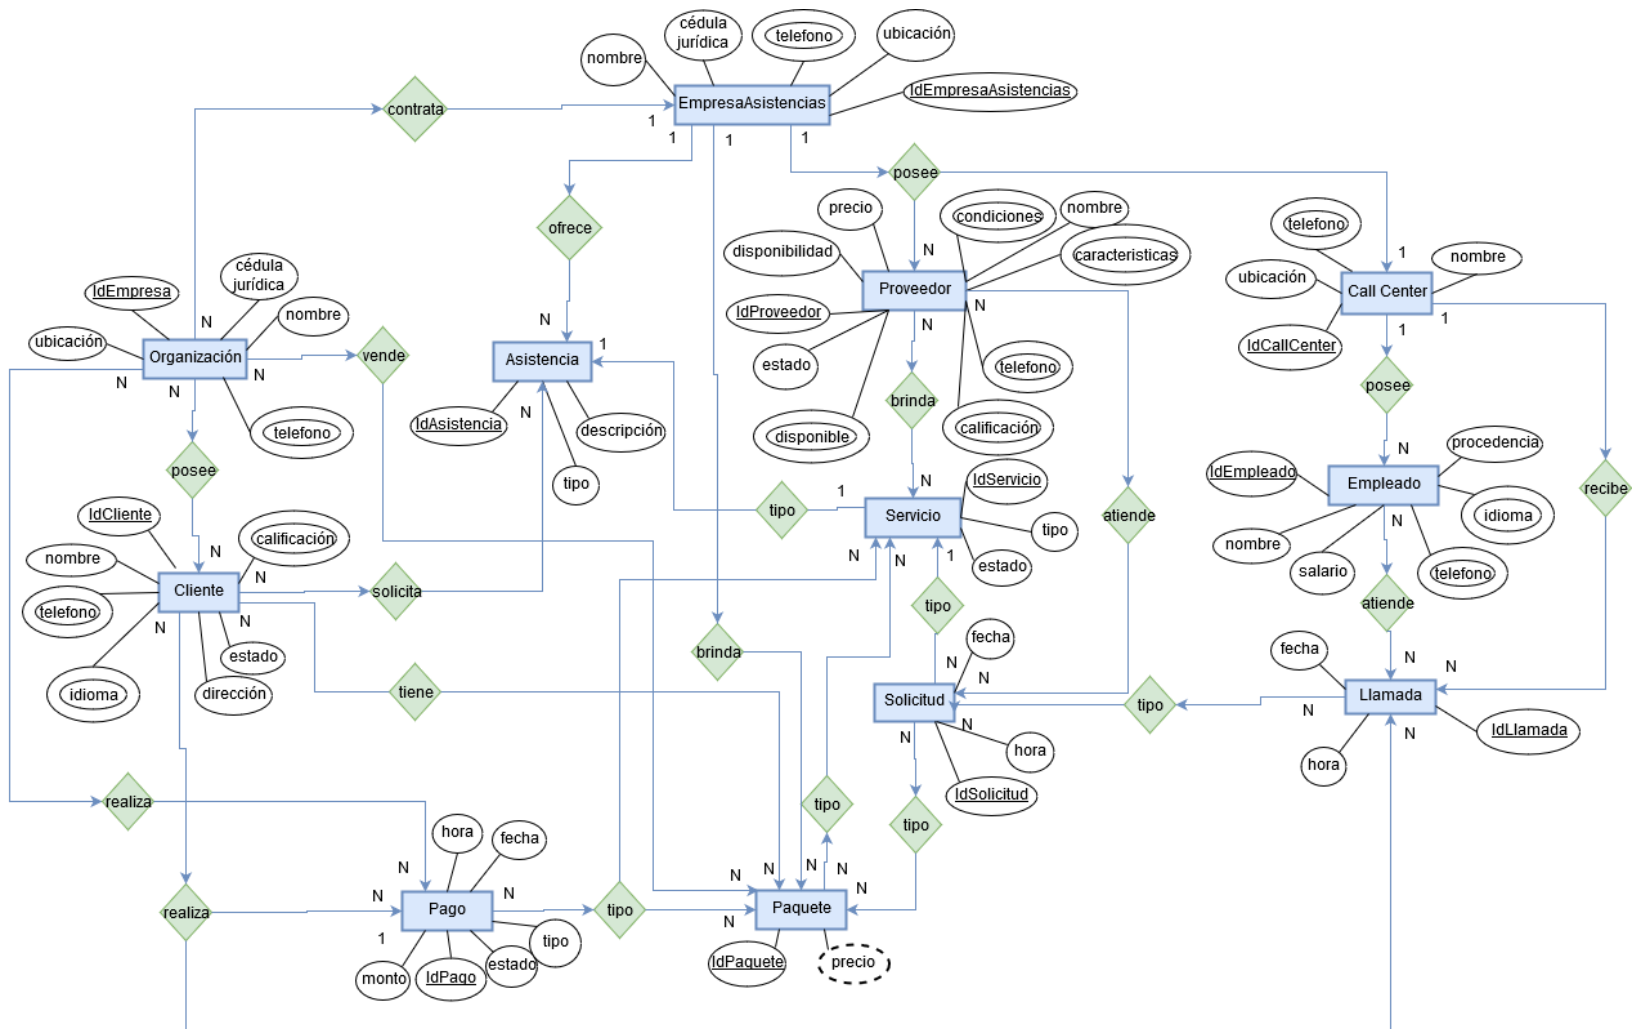 cédula
jurídica
telefono
ubicación
nombre
IdEmpresaAsistencias
EmpresaAsistencias
contrata
1
1
1
1
posee
ofrece
precio
condiciones
nombre
disponibilidad
caracteristicas
telefono
nombre
ubicación
1
N
Proveedor
Call Center
N
1
1
IdProveedor
IdCallCenter
estado
telefono
disponible
calificación
brinda
N
posee
cédula
jurídica
IdEmpresa
nombre
ubicación
N
Organización
N
N
N
vende
telefono
posee
N
Asistencia
1
N
IdAsistencia
descripción
tipo
N
IdServicio
1
Servicio
tipo
tipo
estado
N
N
1
atiende
N
procedencia
IdEmpleado
Empleado
idioma
N
nombre
salario
telefono
recibe
atiende
IdCliente
calificación
nombre
N
N
Cliente
telefono
N
N
solicita
estado
idioma
dirección
tiene
brinda
tipo
fecha
N
N
Solicitud
N
N
hora
IdSolicitud
tipo
tipo
fecha
N
N
Llamada
N
N
IdLlamada
hora
realiza
hora
fecha
N
N
N
realiza
Pago
1
monto
IdPago
estado
tipo
tipo
tipo
N
N
N
N
N
N
Paquete
IdPaquete
precio